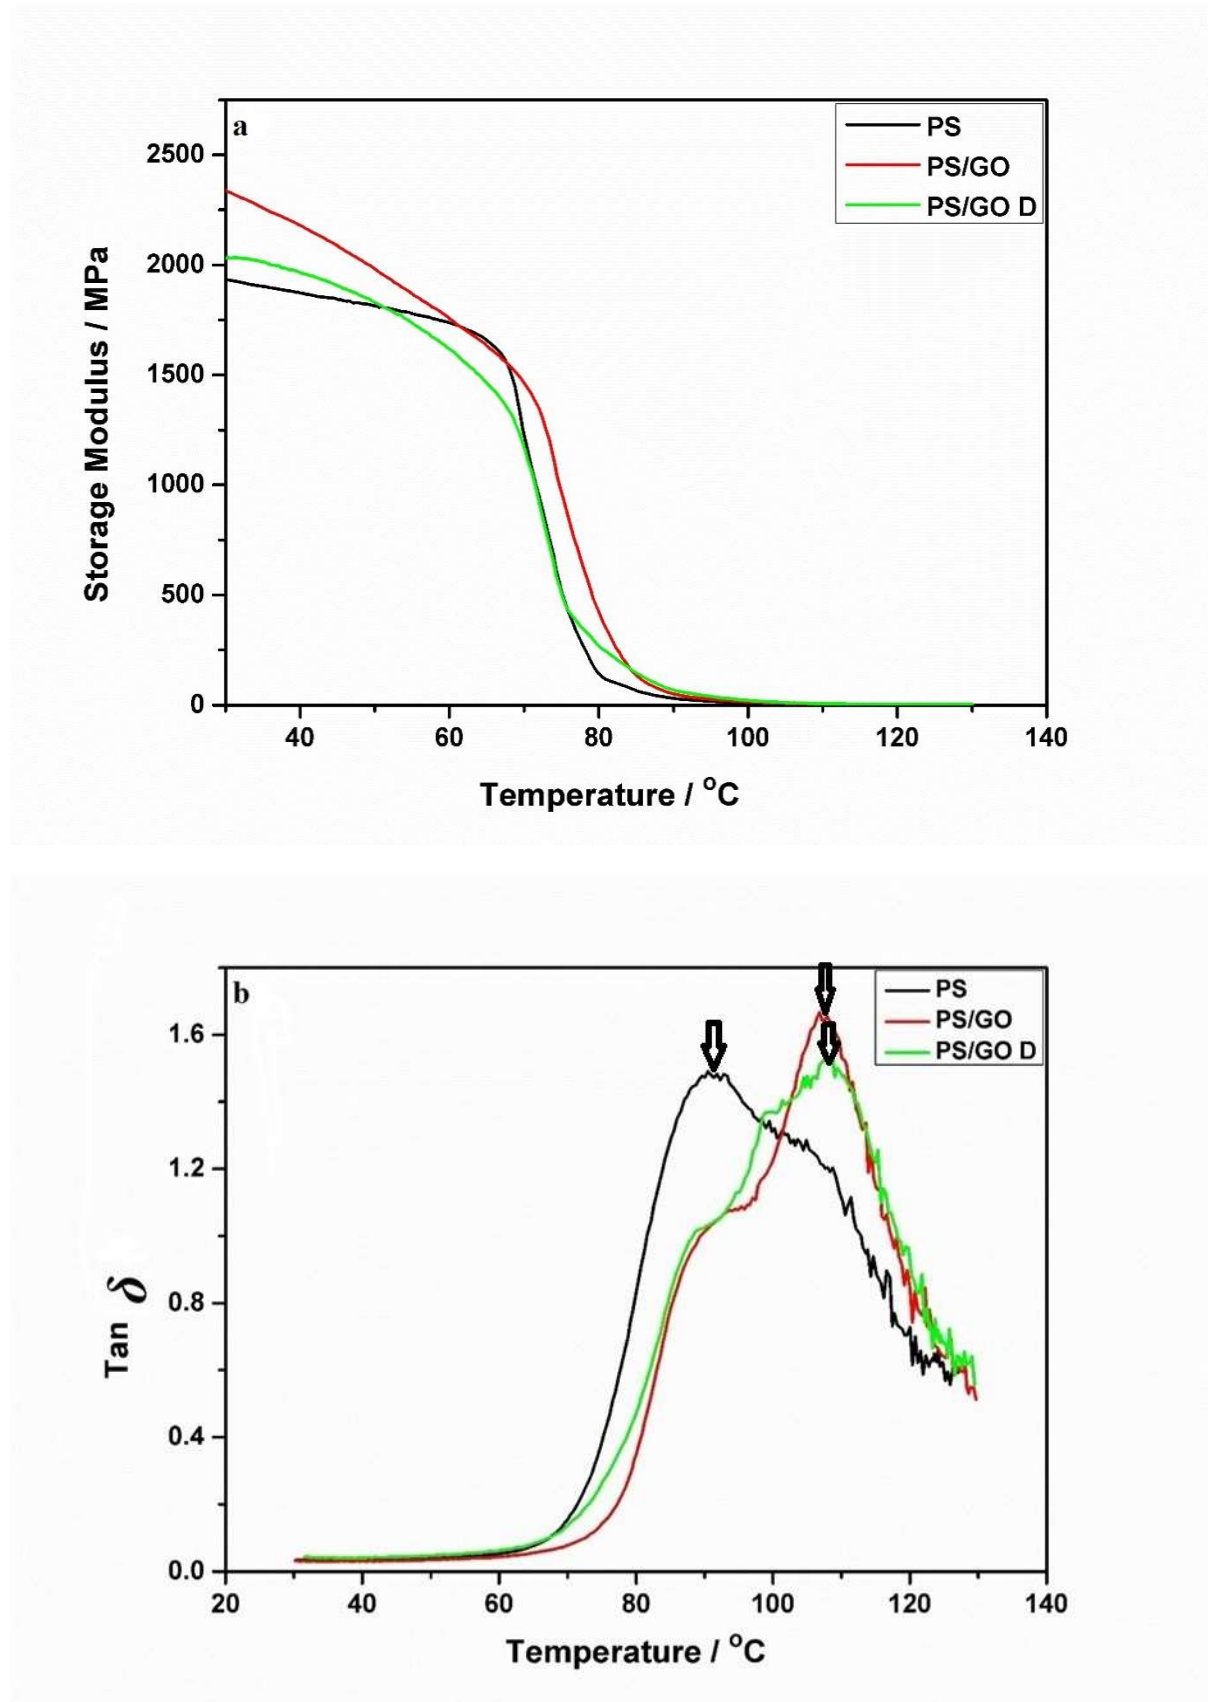 a
PS
PS/GO
PS/GO D
2500
2000
1500
1000
500
0
Storage Modulus / MPa
40 60 80 100 120 140
Temperature / °C
b
PS
PS/GO
PS/GO D
1.6
1.2
0.8
0.4
0.0
Tan δ
20 40 60 80 100 120 140
Temperature / °C